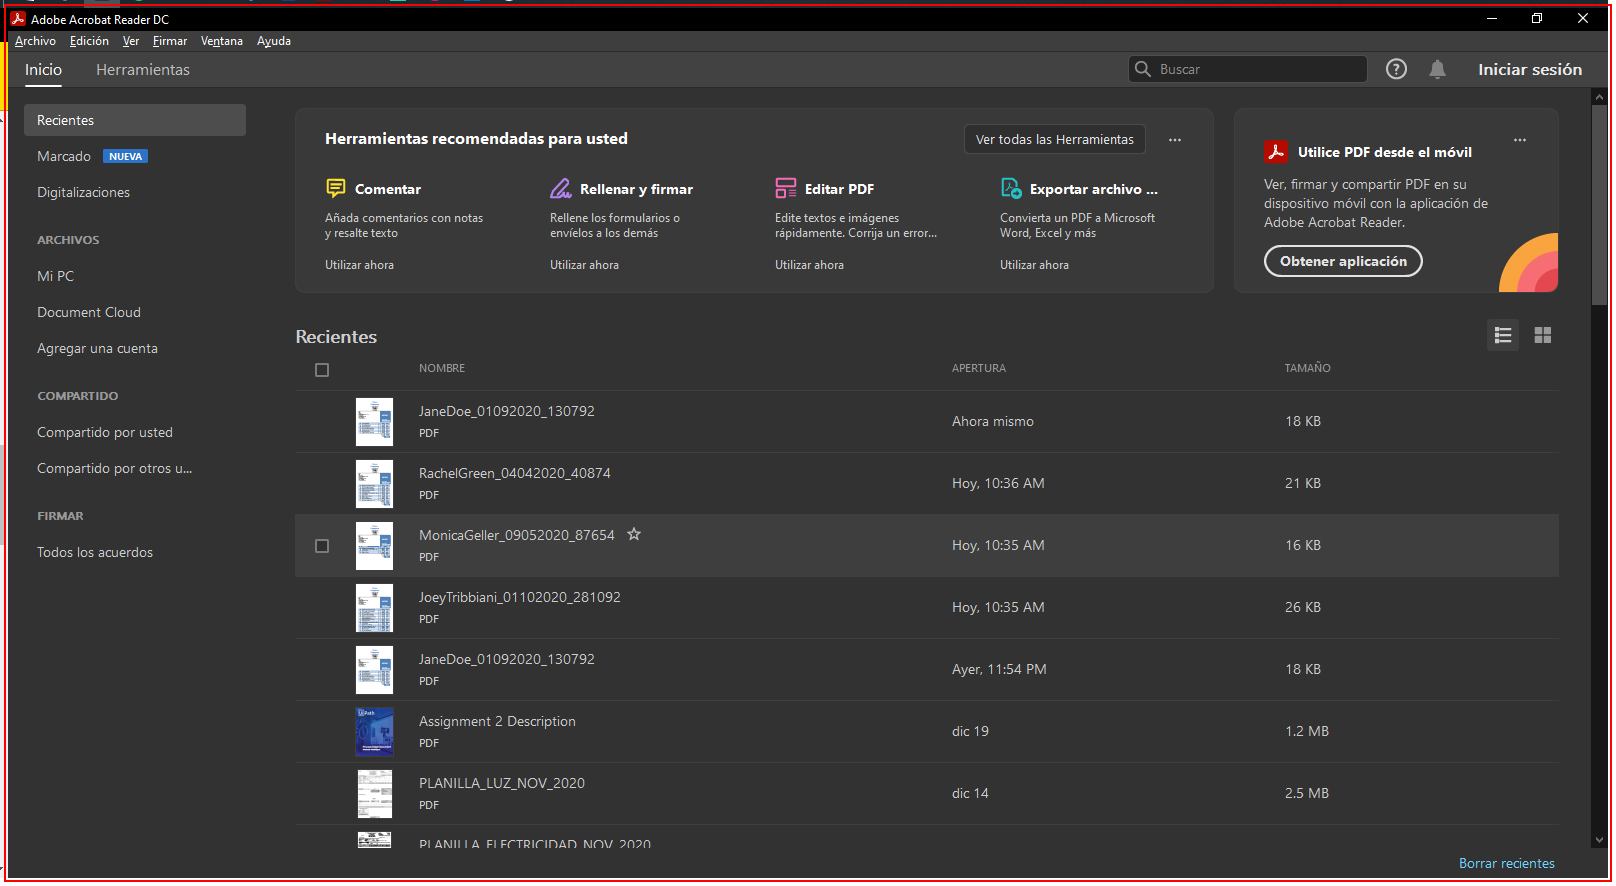 Adobe Acrobat Reader DC
Archivo Edición Ver Firmar Ventana Ayuda
Inicio Herramientas Buscar Iniciar sesión
Recientes
Marcado NUEVA
Digitalizaciones
ARCHIVOS
Mi PC
Document Cloud
Agregar una cuenta
COMPARTIDO
Compartido por usted
Compartido por otros u...
FIRMAR
Todos los acuerdos
Herramientas recomendadas para usted
Ver todas las Herramientas
Comentar
Añada comentarios con notas
y resalte texto
Utilizar ahora
Rellenar y firmar
Rellene los formularios o
envíelos a los demás
Utilizar ahora
Editar PDF
Edite textos e imágenes
rápidamente. Corrija un error...
Utilizar ahora
Exportar archivo ...
Convierta un PDF a Microsoft
Word, Excel y más
Utilizar ahora
Utilice PDF desde el móvil
Ver, firmar y compartir PDF en su
dispositivo móvil con la aplicación de
Adobe Acrobat Reader.
Obtener aplicación
Recientes
NOMBRE APERTURA TAMAÑO
JaneDoe_01092020_130792
PDF
Ahora mismo 18 KB
RachelGreen_04042020_40874
PDF
Hoy, 10:36 AM 21 KB
MonicaGeller_09052020_87654
PDF
Hoy, 10:35 AM 16 KB
JoeyTribbiani_01102020_281092
PDF
Hoy, 10:35 AM 26 KB
JaneDoe_01092020_130792
PDF
Ayer, 11:54 PM 18 KB
Assignment 2 Description
PDF
dic 19 1.2 MB
PLANILLA_LUZ_NOV_2020
PDF
dic 14 2.5 MB
PLANILLA_ELECTRICIDAD_NOV_2020
Borrar recientes